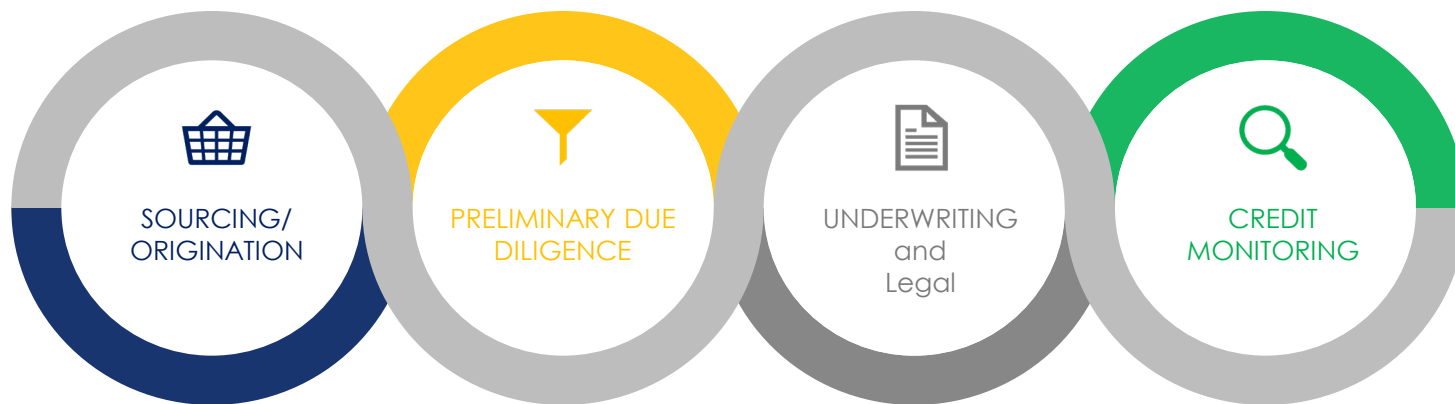 SOURCING/
ORIGINATION
PRELIMINARY DUE
DILIGENCE
UNDERWRITING
and
Legal
CREDIT
MONITORING